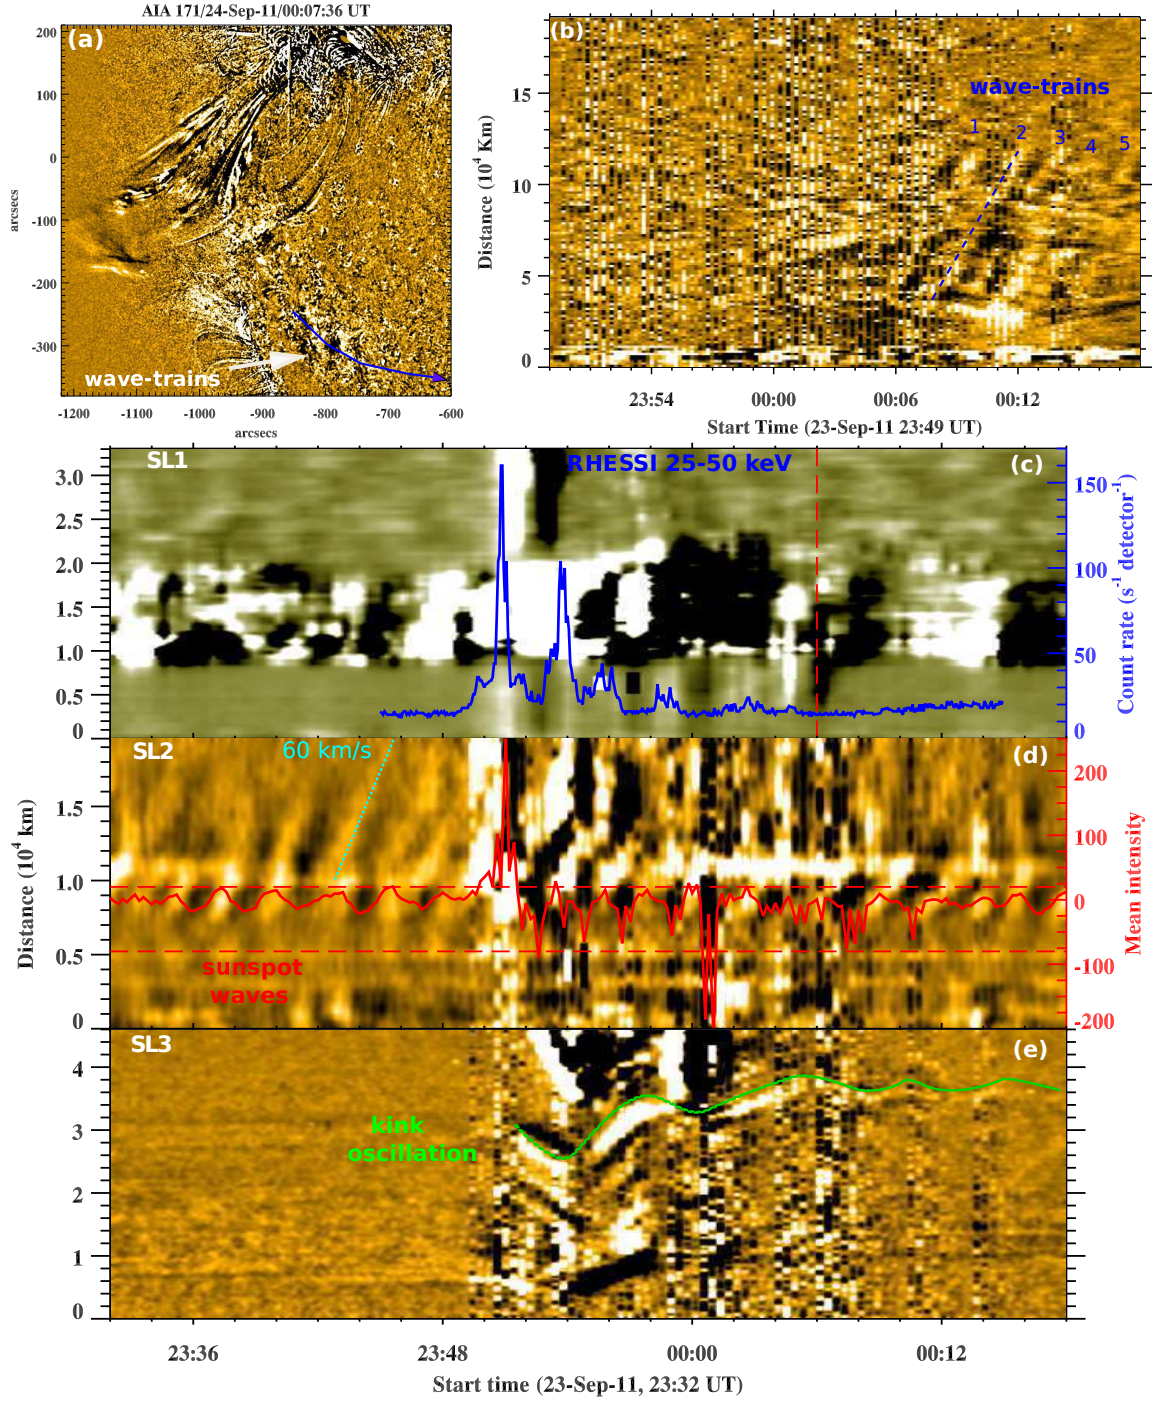 AIA 171/24-Sep-11/00:07:36 UT
(a)
200
100
0
-100
-200
-300
arcsecs
wave-trains
-1200 -1100 -1000 -900 -800 -700 -600
arcsecs
(b)
wave-trains
1 2 3 4 5
15
10
5
0
Distance (10^4 Km)
23:54 00:00 00:06 00:12
Start Time (23-Sep-11 23:49 UT)
SL1
RHESSI 25-50 keV
(c)
3.0
2.5
2.0
1.5
1.0
0.5
0
150
100
50
0
Count rate (s^-1 detector^-1)
SL2
60 km/s
(d)
1.5
1.0
0.5
0
Distance (10^4 km)
sunspot
waves
200
100
0
-100
-200
Mean intensity
SL3
(e)
kink
oscillation
4
3
2
1
0
23:36 23:48 00:00 00:12
Start time (23-Sep-11, 23:32 UT)